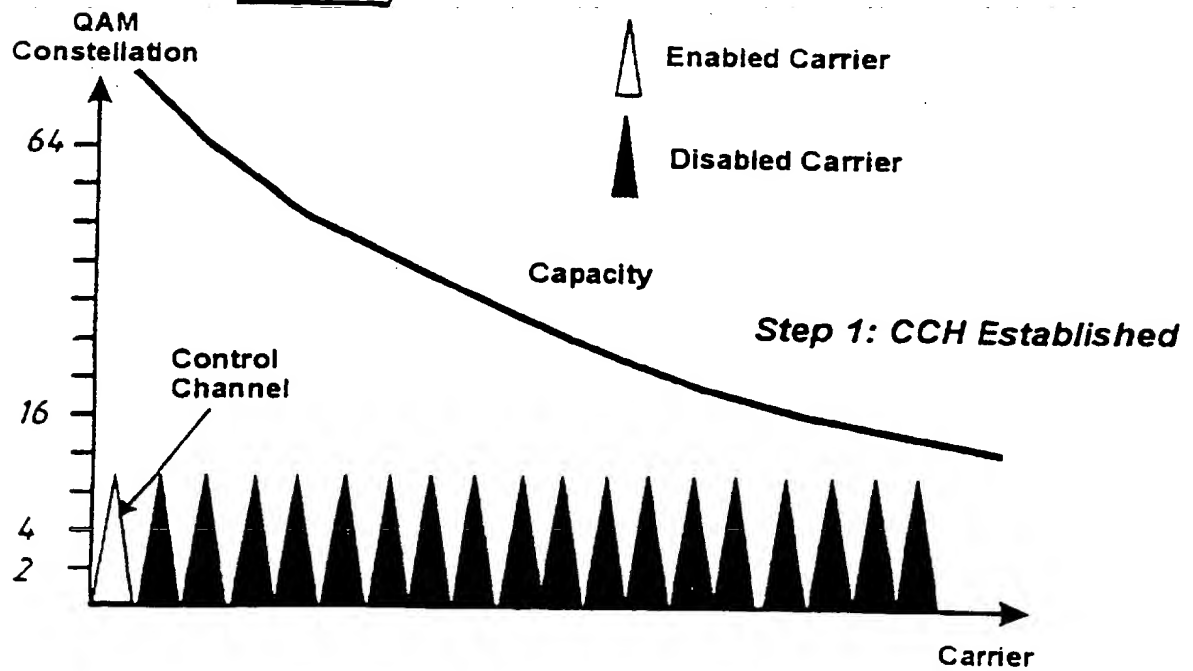 QAM
Constellation
Enabled Carrier
64
Disabled Carrier
Capacity
Step 1: CCH Established
Control
Channel
16
4
2
Carrier